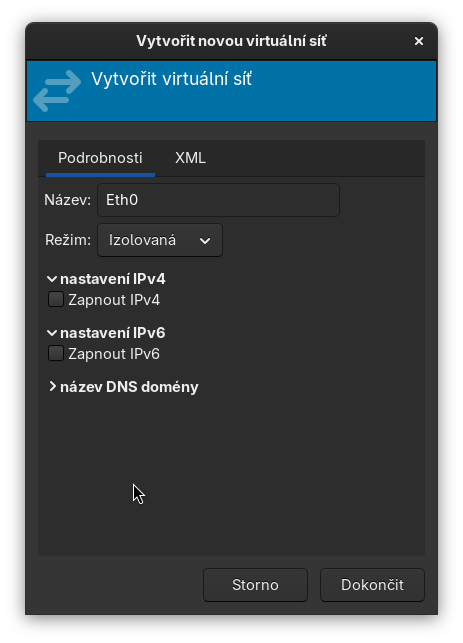 Vytvořit novou virtuální síť
Vytvořit virtuální síť
Podrobnosti XML
Název: Eth0
Režim: Izolovaná
nastavení IPv4
Zapnout IPv4
nastavení IPv6
Zapnout IPv6
název DNS domény
Storno Dokončit